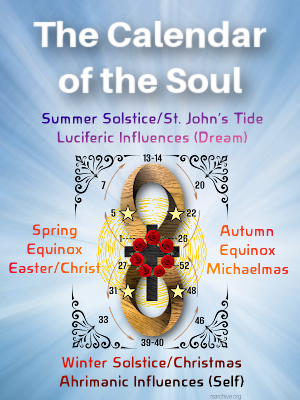 The Calendar
of the Soul
Summer Solstice/St. John's Tide
Luciferic Influences (Dream)
13-14
7 20
5 22
Spring
Equinox
Easter/Christ
Autumn
Equinox
Michaelmas
1 26
52
27
31 48
33 46
39-40
Winter Solstice/Christmas
Ahrimanic Influences (Self)
rsarchive.org